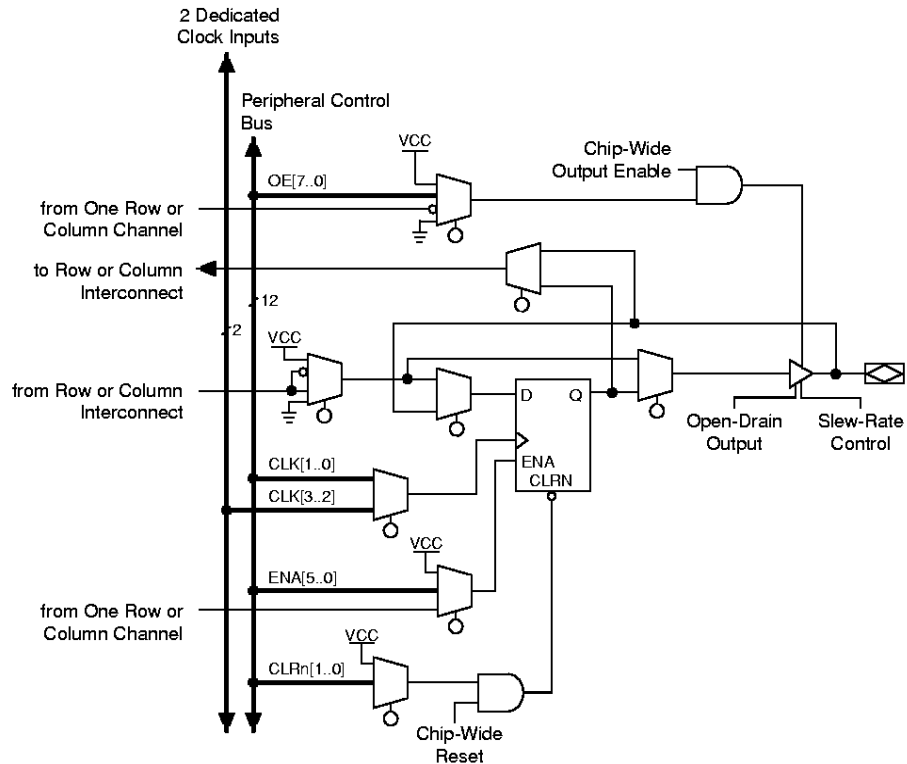 2 Dedicated
Clock Inputs
Peripheral Control
Bus
VCC
OE[7..0]
Chip-Wide
Output Enable
from One Row or
Column Channel
to Row or Column
Interconnect
12
2
VCC
from Row or Column
Interconnect
D
Q
ENA
CLRN
Open-Drain
Output
Slew-Rate
Control
CLK[1..0]
CLK[3..2]
VCC
ENA[5..0]
from One Row or
Column Channel
VCC
CLRn[1..0]
Chip-Wide
Reset